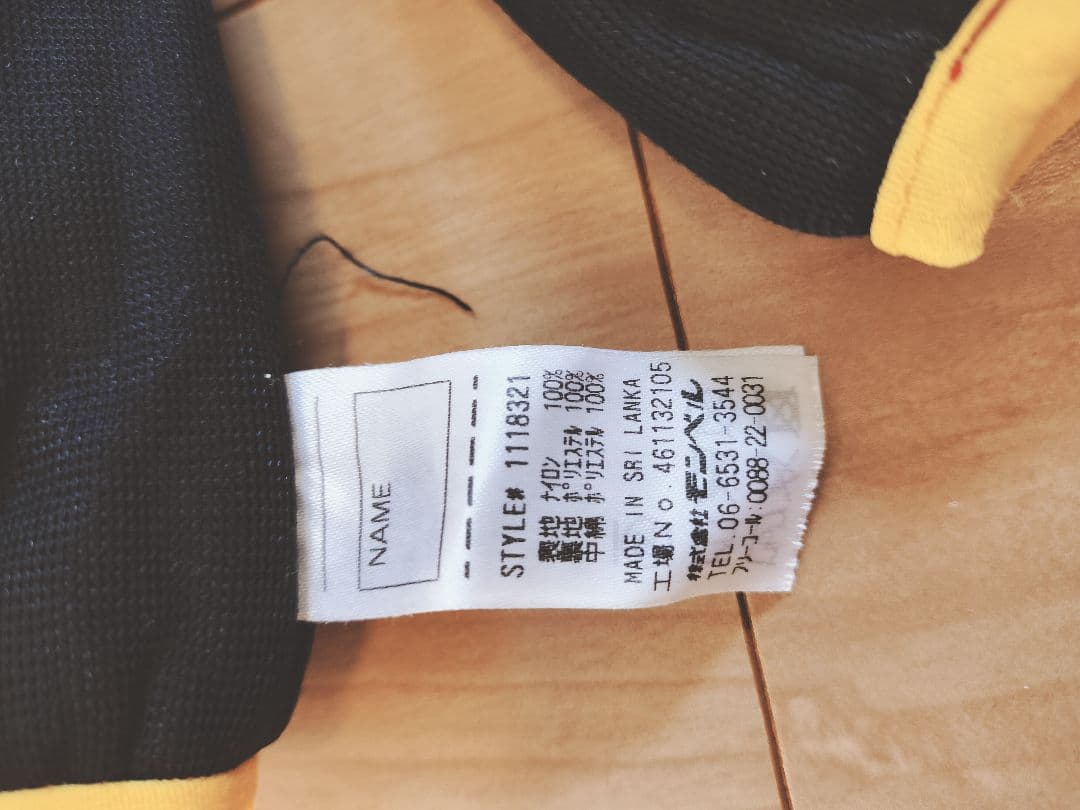 NAME
STYLE# 1118321
表地 ナイロン 100%
裏地 ポリエステル 100%
中綿 ポリエステル 100%
MADE IN SRI LANKA
工場No. 461132105
株式会社 モンベル
TEL.06-6531-3544
フリーコール:0088-22-0031